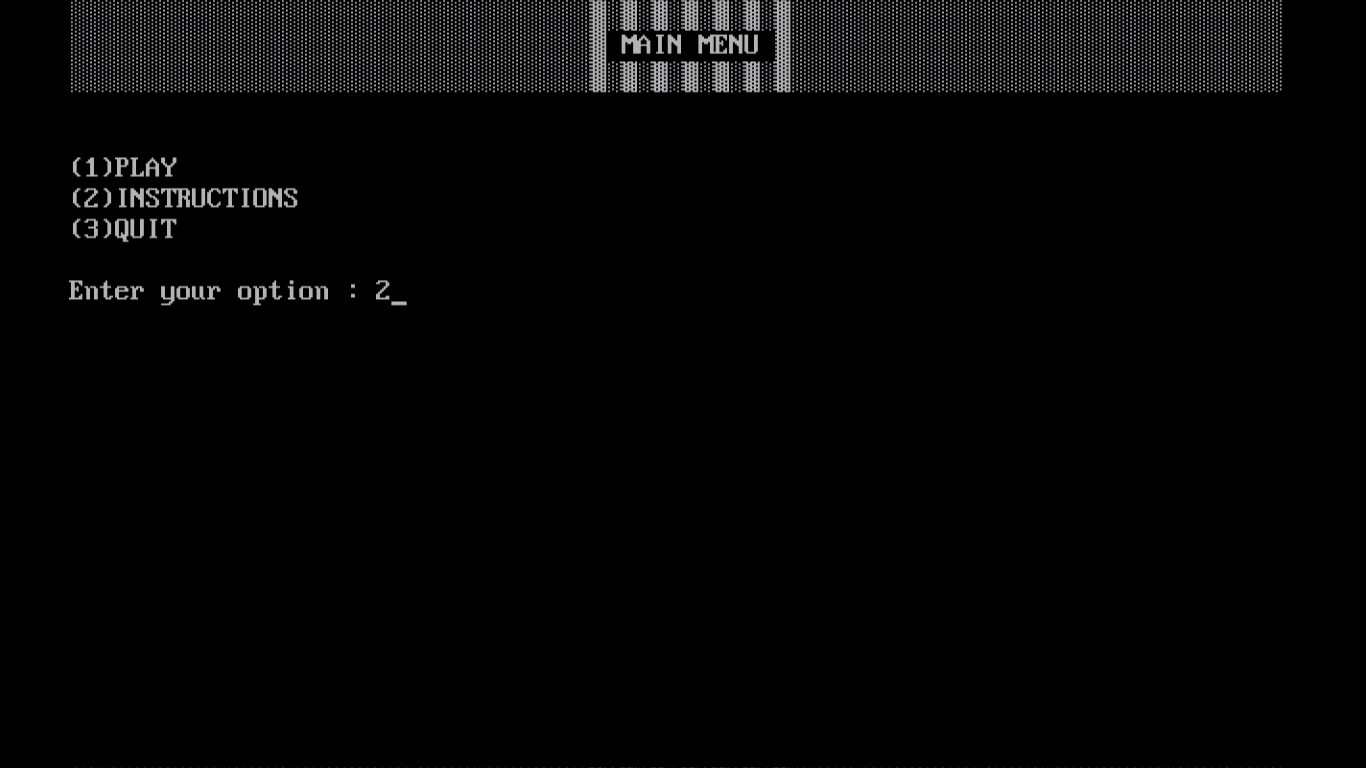 MAIN MENU
(1)PLAY
(2)INSTRUCTIONS
(3)QUIT
Enter your option : 2_